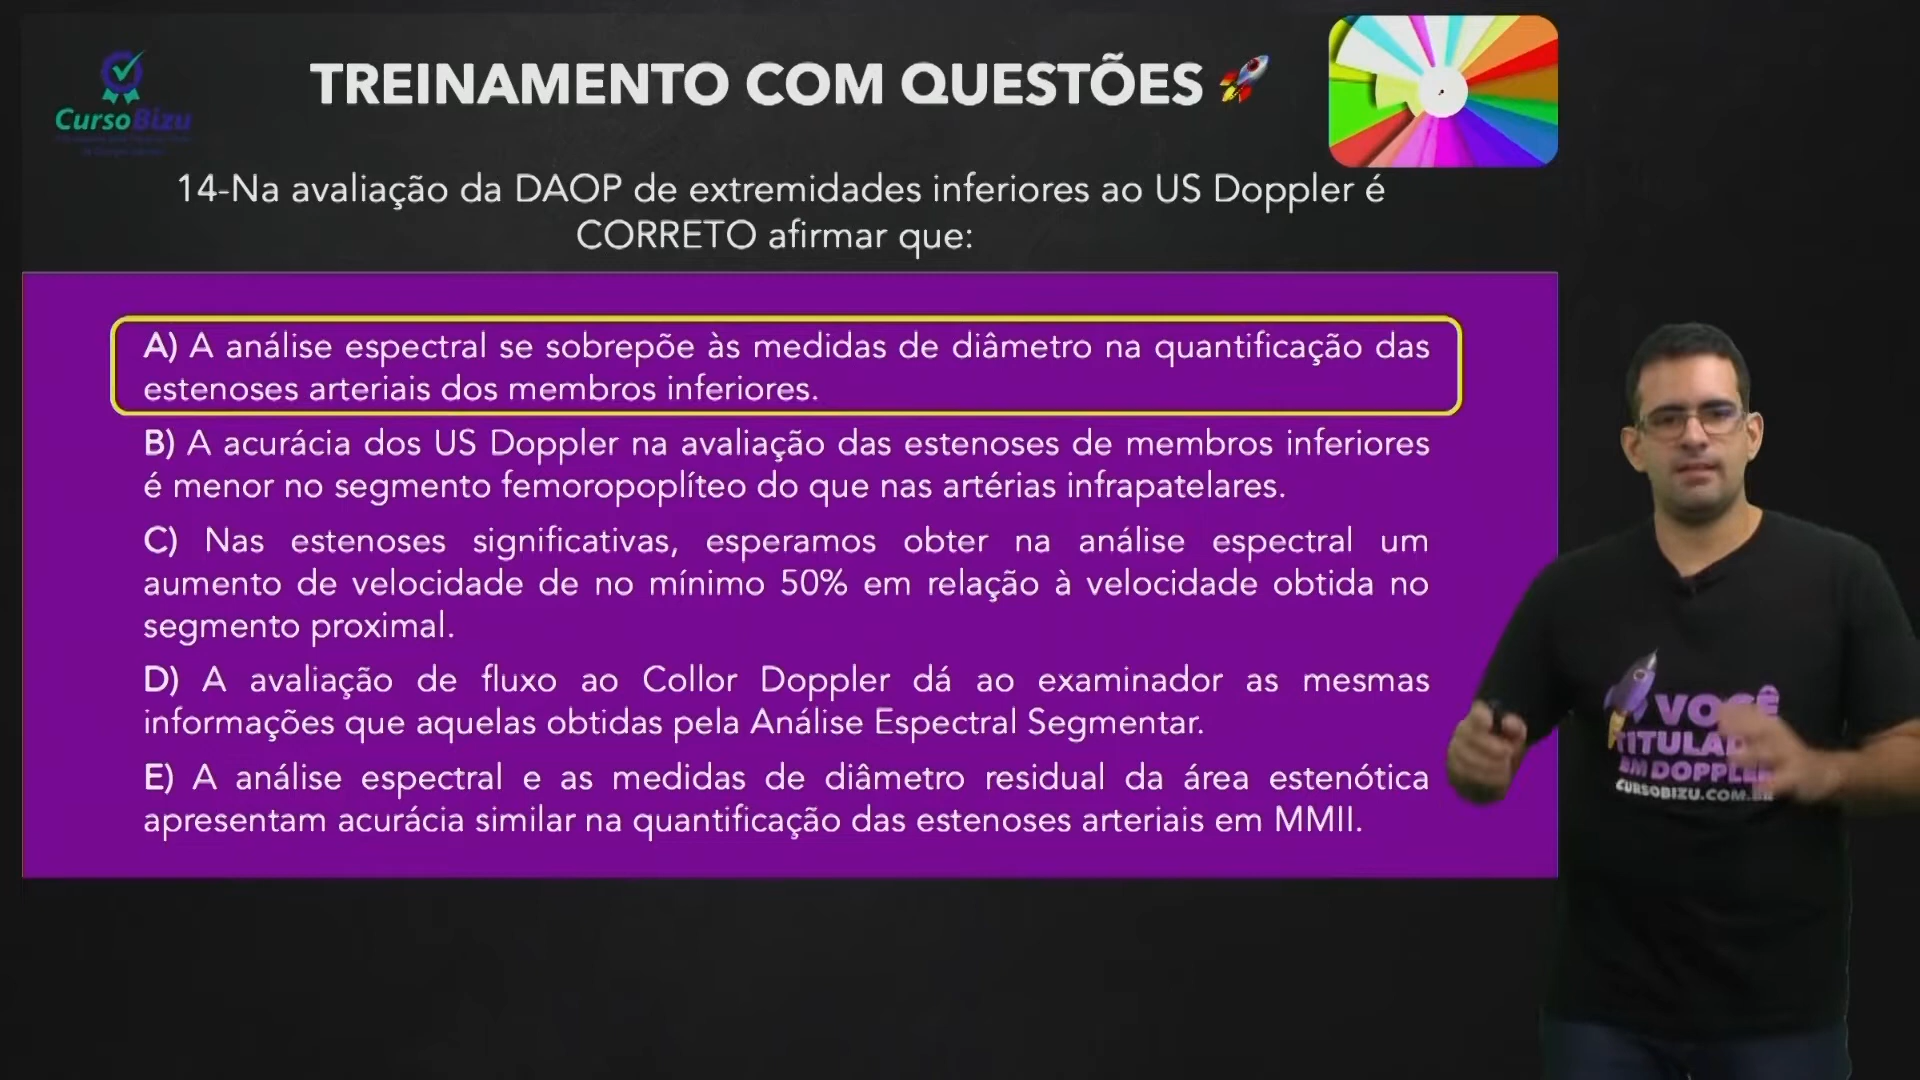 CursoBizu
TREINAMENTO COM QUESTÕES
14-Na avaliação da DAOP de extremidades inferiores ao US Doppler é
CORRETO afirmar que:
A) A análise espectral se sobrepõe às medidas de diâmetro na quantificação das
estenoses arteriais dos membros inferiores.
B) A acurácia dos US Doppler na avaliação das estenoses de membros inferiores
é menor no segmento femoropoplíteo do que nas artérias infrapatelares.
C) Nas estenoses significativas, esperamos obter na análise espectral um
aumento de velocidade de no mínimo 50% em relação à velocidade obtida no
segmento proximal.
D) A avaliação de fluxo ao Collor Doppler dá ao examinador as mesmas
informações que aquelas obtidas pela Análise Espectral Segmentar.
E) A análise espectral e as medidas de diâmetro residual da área estenótica
apresentam acurácia similar na quantificação das estenoses arteriais em MMII.
VOCÊ
EM DOPPLER
CURSOBIZU.COM.BR